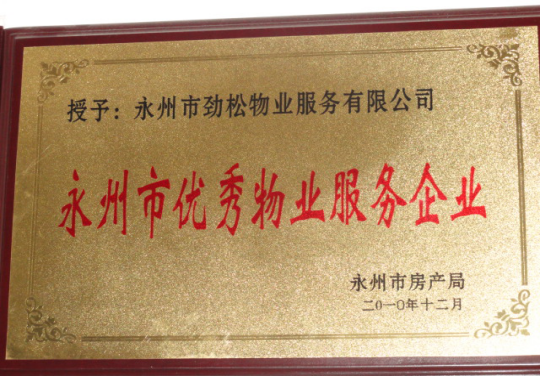 授予：永州市劲松物业服务有限公司
永州市优秀物业服务企业
永州市房产局
二〇一〇年十二月